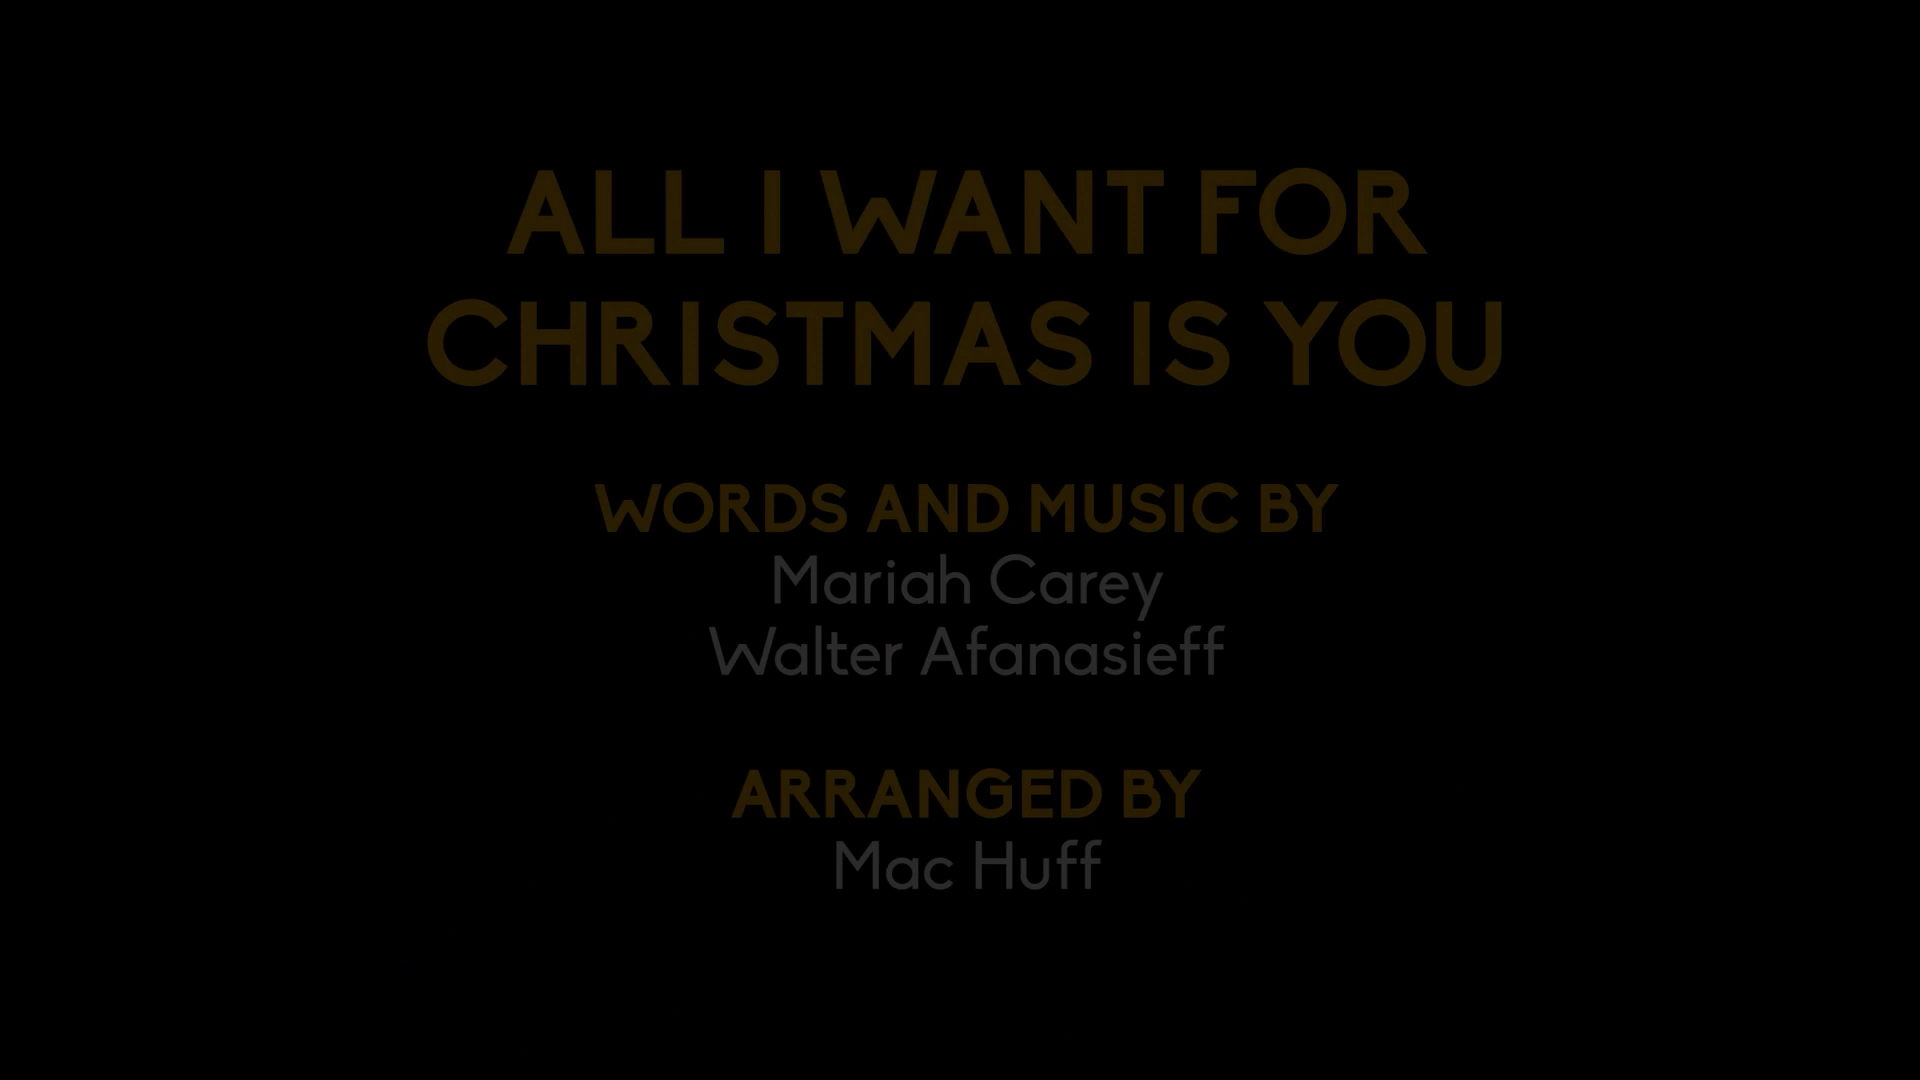 ALL I WANT FOR
CHRISTMAS IS YOU
WORDS AND MUSIC BY
Mariah Carey
Walter Afanasieff
ARRANGED BY
Mac Huff